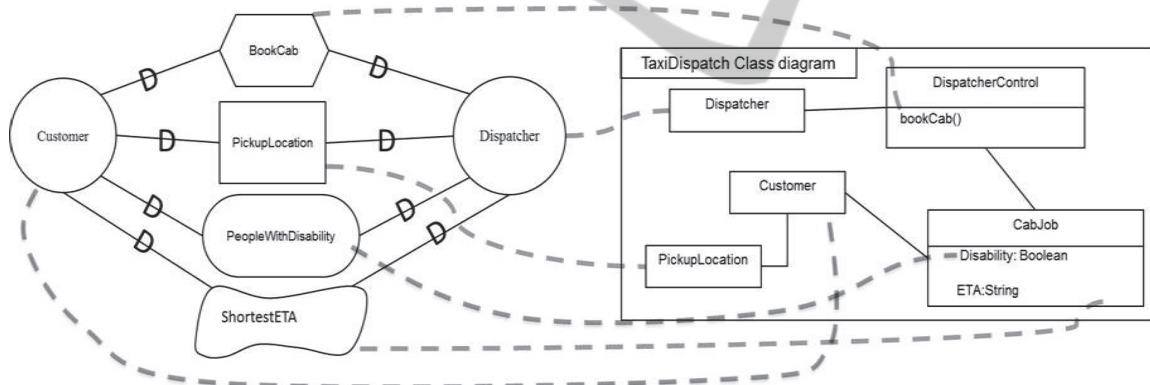 BookCab
D
D
Customer
D
PickupLocation
D
Dispatcher
D
PeopleWithDisability
D
D
D
ShortestETA
TaxiDispatch Class diagram
Dispatcher
DispatcherControl
bookCab()
Customer
PickupLocation
CabJob
Disability: Boolean
ETA:String